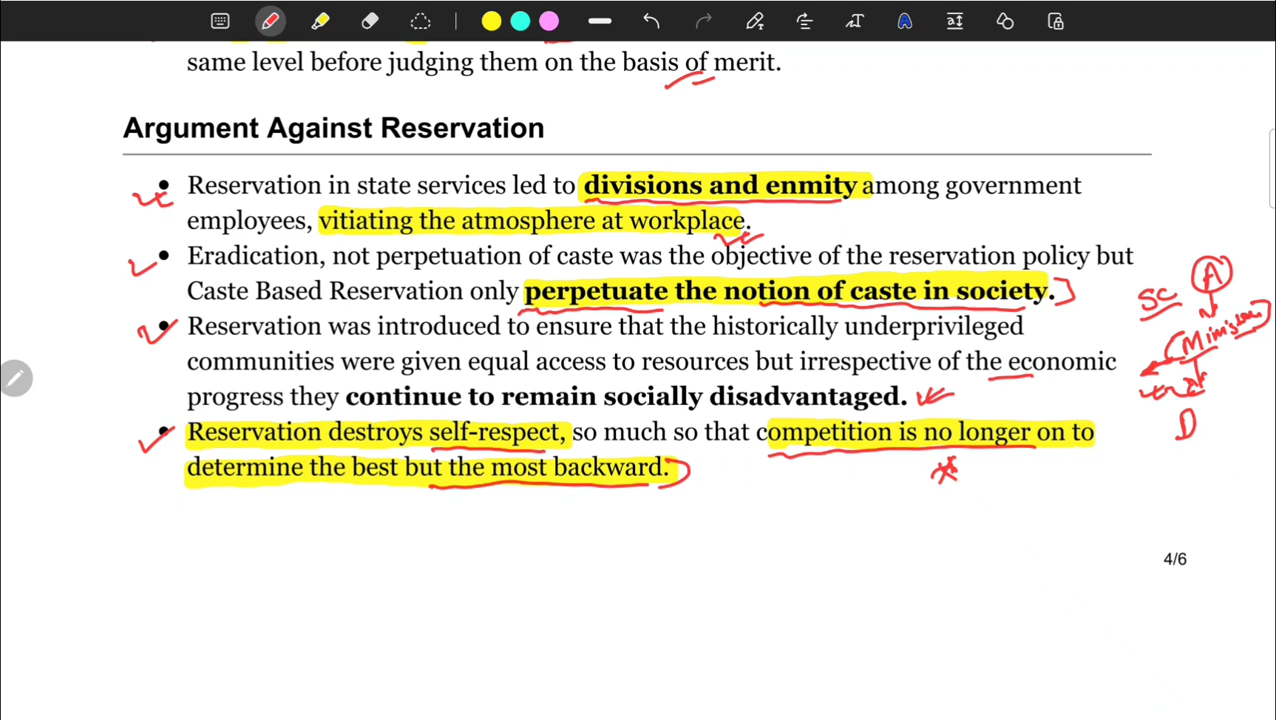 same level before judging them on the basis of merit.
Argument Against Reservation
• Reservation in state services led to divisions and enmity among government
employees, vitiating the atmosphere at workplace.
• Eradication, not perpetuation of caste was the objective of the reservation policy but
Caste Based Reservation only perpetuate the notion of caste in society.
• Reservation was introduced to ensure that the historically underprivileged
communities were given equal access to resources but irrespective of the economic
progress they continue to remain socially disadvantaged.
• Reservation destroys self-respect, so much so that competition is no longer on to
determine the best but the most backward.
SC
A
D
4/6